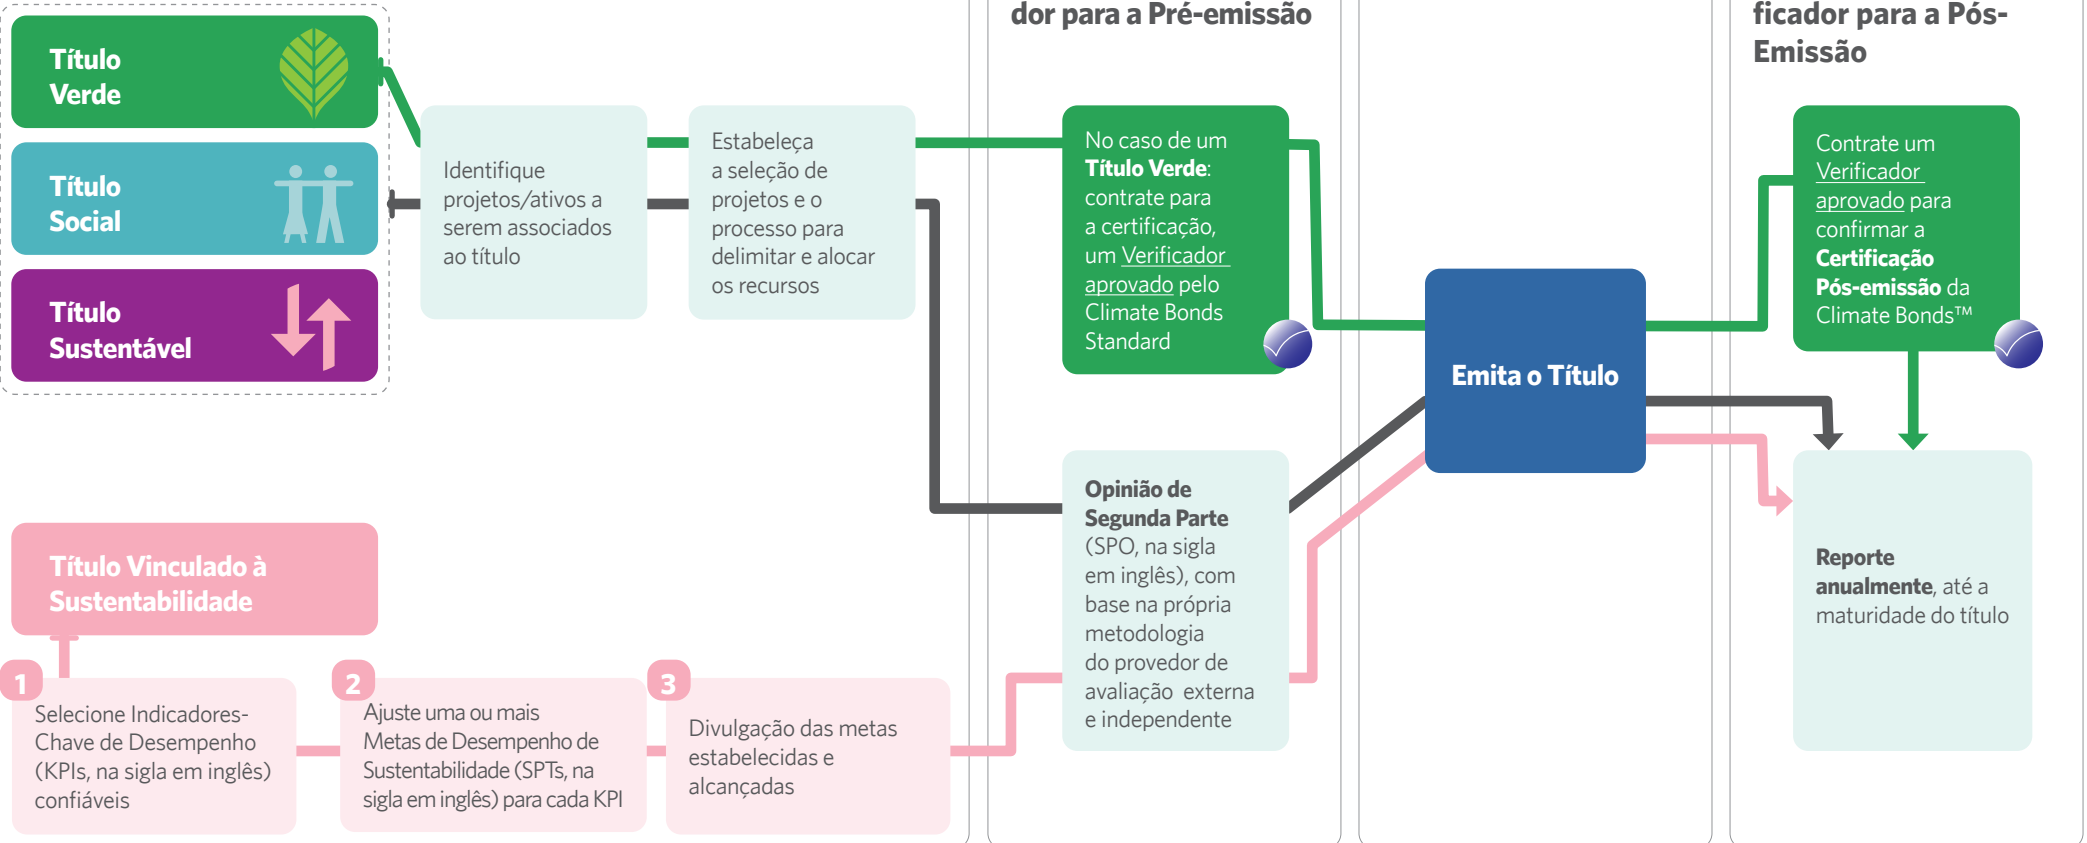 dor para a Pré-emissão
ficador para a Pós-
Emissão
Título
Verde
Título
Social
Título
Sustentável
Identifique
projetos/ativos a
serem associados
ao título
Estabeleça
a seleção de
projetos e o
processo para
delimitar e alocar
os recursos
No caso de um
Título Verde:
contrate para
a certificação,
um Verificador
aprovado pelo
Climate Bonds
Standard
Emita o Título
Contrate um
Verificador
aprovado para
confirmar a
Certificação
Pós-emissão da
Climate Bonds™
Opinião de
Segunda Parte
(SPO, na sigla
em inglês), com
base na própria
metodologia
do provedor de
avaliação externa
e independente
Reporte
anualmente, até a
maturidade do título
Título Vinculado à
Sustentabilidade
1
Selecione Indicadores-
Chave de Desempenho
(KPIs, na sigla em inglês)
confiáveis
2
Ajuste uma ou mais
Metas de Desempenho de
Sustentabilidade (SPTs, na
sigla em inglês) para cada KPI
3
Divulgação das metas
estabelecidas e
alcançadas